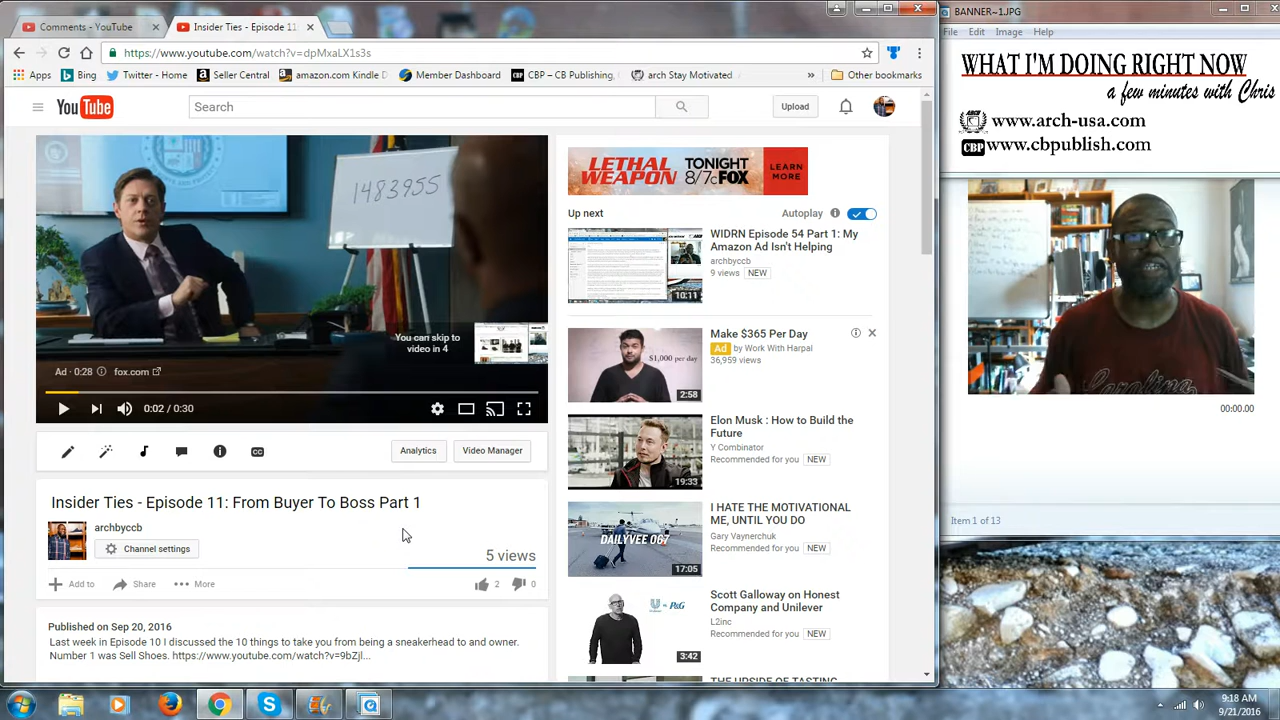 Comments - YouTube
Insider Ties - Episode 11:
https://www.youtube.com/watch?v=dpMxaLX1s3s
Apps
Bing
Twitter - Home
Seller Central
amazon.com Kindle D
Member Dashboard
CBP – CB Publishing,
arch Stay Motivated
»
Other bookmarks
YouTube
Search
Upload
1483955
You can skip to
video in 4
Ad · 0:28
fox.com
0:02 / 0:30
Analytics
Video Manager
Insider Ties - Episode 11: From Buyer To Boss Part 1
archbyccb
Channel settings
5 views
Add to
Share
More
2
0
Published on Sep 20, 2016
Last week in Episode 10 I discussed the 10 things to take you from being a sneakerhead to and owner.
Number 1 was Sell Shoes. https://www.youtube.com/watch?v=9bZjl...
LETHAL
WEAPON
TONIGHT
8/7c FOX
LEARN
MORE
Up next
Autoplay
WIDRN Episode 54 Part 1: My
Amazon Ad Isn't Helping
archbyccb
9 views NEW
10:11
Make $365 Per Day
Ad by Work With Harpal
36,959 views
$1,000 per day
2:58
Elon Musk : How to Build the
Future
Y Combinator
Recommended for you NEW
19:33
I HATE THE MOTIVATIONAL
ME, UNTIL YOU DO
Gary Vaynerchuk
Recommended for you NEW
DAILYVEE 067
17:05
Scott Galloway on Honest
Company and Unilever
L2inc
Recommended for you NEW
P&G
3:42
THE UPSIDE OF TASTING
BANNER~1.JPG
File Edit Image Help
WHAT I'M DOING RIGHT NOW
a few minutes with Chris
ARCH
www.arch-usa.com
CBP
www.cbpublish.com
Carolina
00:00.00
Item 1 of 13
9:18 AM
9/21/2016